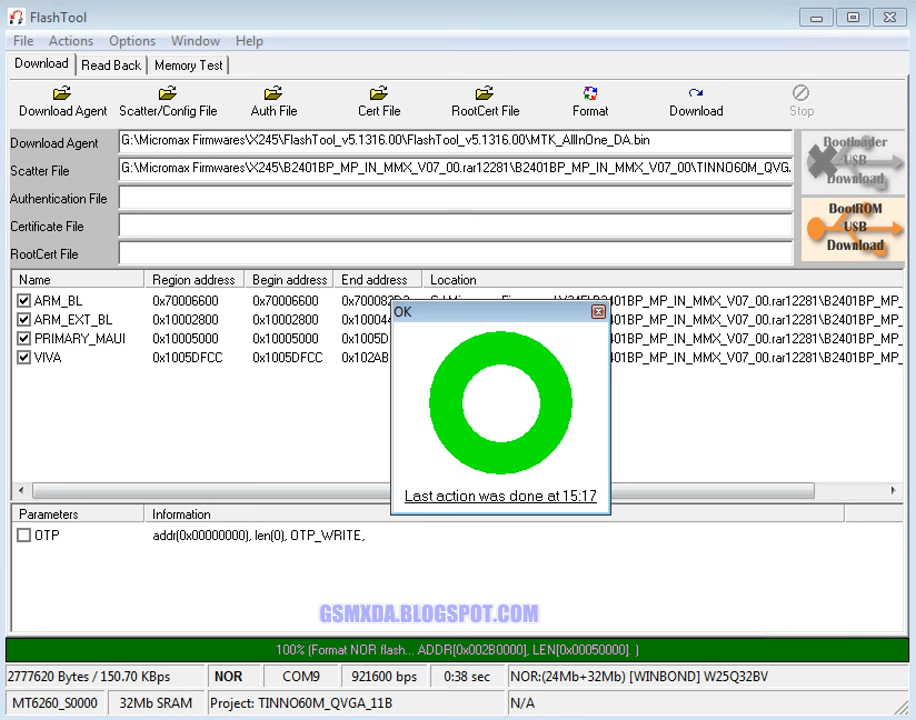 FlashTool
File Actions Options Window Help
Download Read Back Memory Test
Download Agent Scatter/Config File Auth File Cert File RootCert File Format Download Stop
Download Agent G:\Micromax Firmwares\X245\FlashTool_v5.1316.00\FlashTool_v5.1316.00\MTK_AllInOne_DA.bin
Scatter File G:\Micromax Firmwares\X245\B2401BP_MP_IN_MMX_V07_00.rar12281\B2401BP_MP_IN_MMX_V07_00\TINNO60M_QVG
Authentication File
Certificate File
RootCert File
Bootloader
USB
Download
BootROM
USB
Download
Name Region address Begin address End address Location
ARM_BL 0x70006600 0x70006600 B2401BP_MP_IN_MMX_V07_00.rar12281\B2401BP_MP_
ARM_EXT_BL 0x10002800 0x10002800 0x10004 401BP_MP_IN_MMX_V07_00.rar12281\B2401BP_MP_
PRIMARY_MAUI 0x10005000 0x10005000 0x1005D 401BP_MP_IN_MMX_V07_00.rar12281\B2401BP_MP_
VIVA 0x1005DFCC 0x1005DFCC 0x102AB 401BP_MP_IN_MMX_V07_00.rar12281\B2401BP_MP_
OK
Last action was done at 15:17
Parameters Information
OTP addr(0x00000000), len(0), OTP_WRITE,
GSMXDA.BLOGSPOT.COM
100% (Format NOR flash... ADDR[0x002B0000], LEN[0x00050000]. )
2777620 Bytes / 150.70 KBps NOR COM9 921600 bps 0:38 sec NOR:(24Mb+32Mb) [WINBOND] W25Q32BV
MT6260_S0000 32Mb SRAM Project: TINNO60M_QVGA_11B N/A